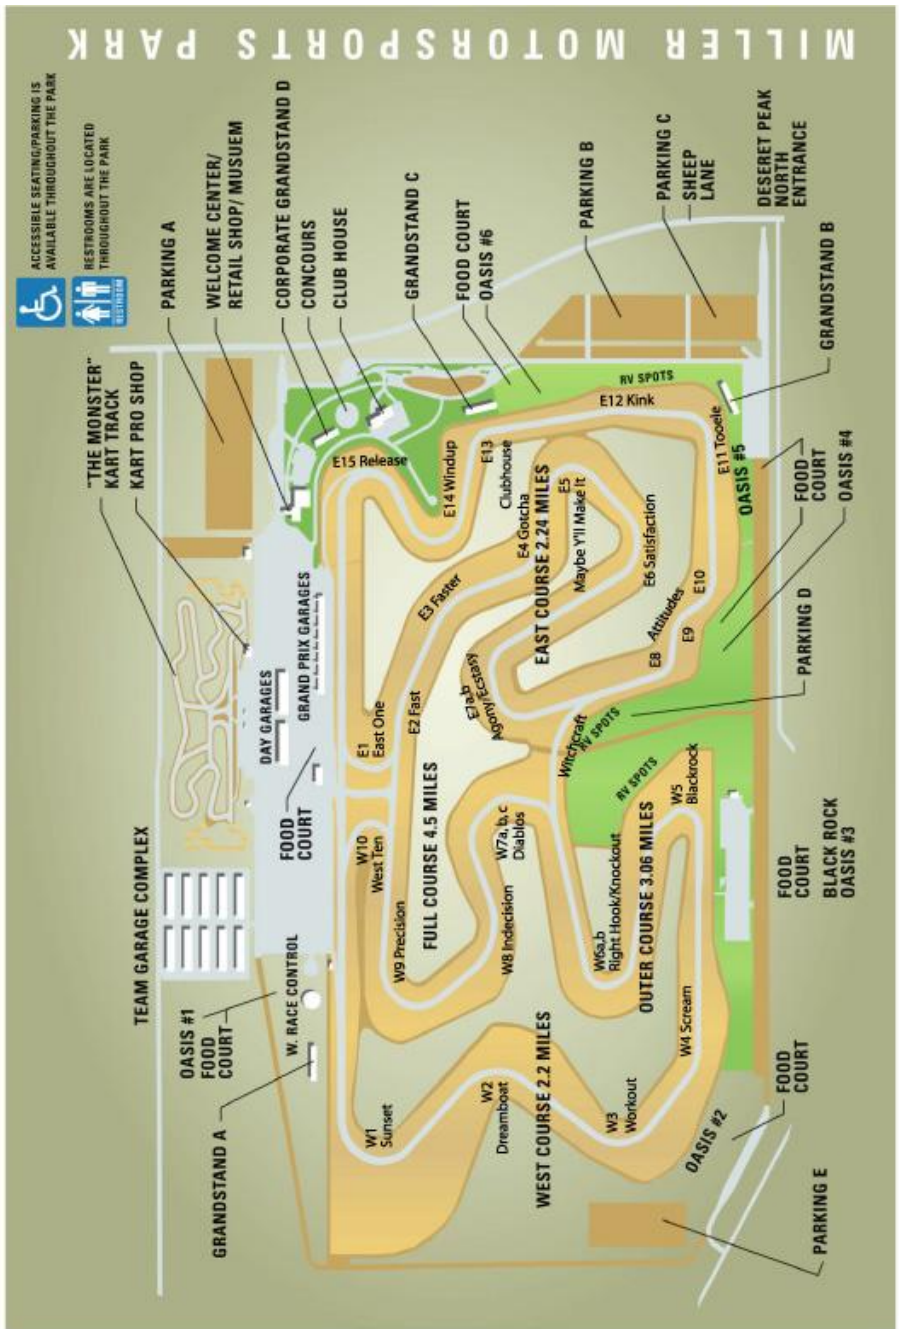 MILLER MOTORSPORTS PARK
ACCESSIBLE SEATING/PARKING IS
AVAILABLE THROUGHOUT THE PARK
RESTROOMS ARE LOCATED
THROUGHOUT THE PARK
RESTROOM
"THE MONSTER"
KART TRACK
KART PRO SHOP
PARKING A
WELCOME CENTER/
RETAIL SHOP/ MUSUEM
CORPORATE GRANDSTAND D
CONCOURS
CLUB HOUSE
GRANDSTAND C
FOOD COURT
OASIS #6
PARKING B
PARKING C
SHEEP
LANE
DESERET PEAK
NORTH
ENTRANCE
GRANDSTAND B
TEAM GARAGE COMPLEX
DAY GARAGES
GRAND PRIX GARAGES
FOOD
COURT
OASIS #1
FOOD
COURT
W. RACE CONTROL
GRANDSTAND A
E15 Release
E14 Windup
E13
Clubhouse
E12 Kink
RV SPOTS
E11 Tooele
OASIS #5
E1
East One
E2 Fast
E3 Faster
E4 Gotcha
EAST COURSE 2.24 MILES
E5
Maybe Y'll Make It
E6 Satisfaction
E7a,b
Agony/Ecstasy
Attitudes
E8
E9
E10
W10
West Ten
W9 Precision
FULL COURSE 4.5 MILES
W8 Indecision
W7a, b, c
Diablos
Witchcraft
RV SPOTS
RV SPOTS
W6a,b
Right Hook/Knockout
OUTER COURSE 3.06 MILES
W5
Blackrock
W1
Sunset
W2
Dreamboat
WEST COURSE 2.2 MILES
W3
Workout
W4 Scream
OASIS #2
FOOD
COURT
PARKING E
FOOD
COURT
BLACK ROCK
OASIS #3
PARKING D
FOOD
COURT
OASIS #4